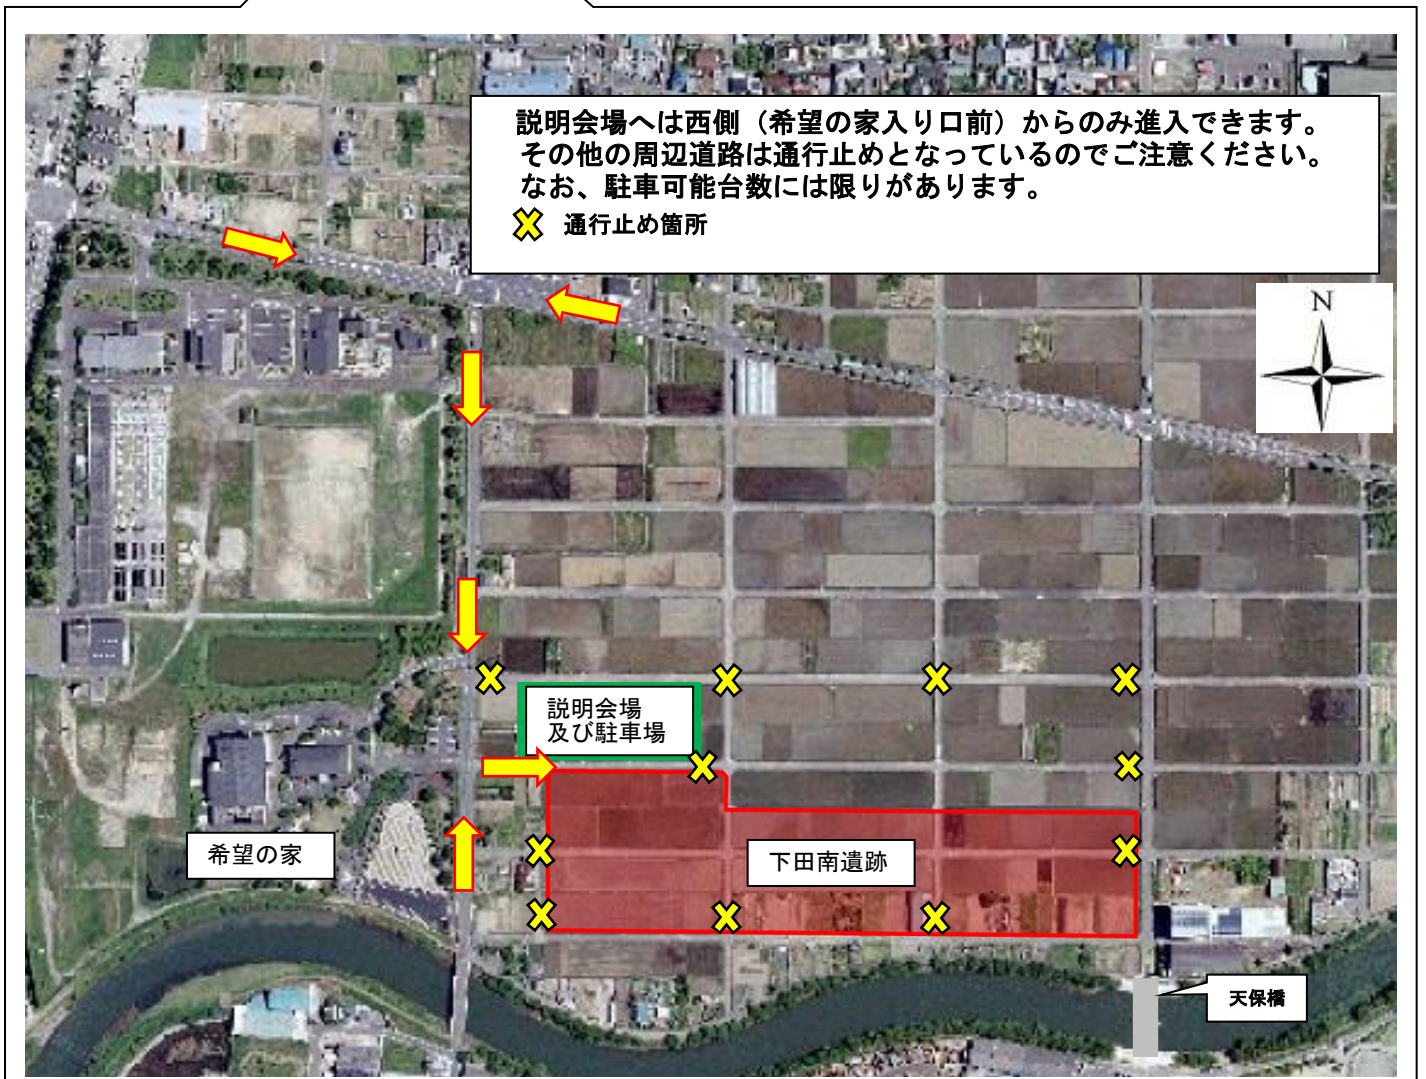 説明会場へは西側（希望の家入り口前）からのみ進入できます。
その他の周辺道路は通行止めとなっているのでご注意ください。
なお、駐車可能台数には限りがあります。
通行止め箇所
N
説明会場
及び駐車場
希望の家
下田南遺跡
天保橋